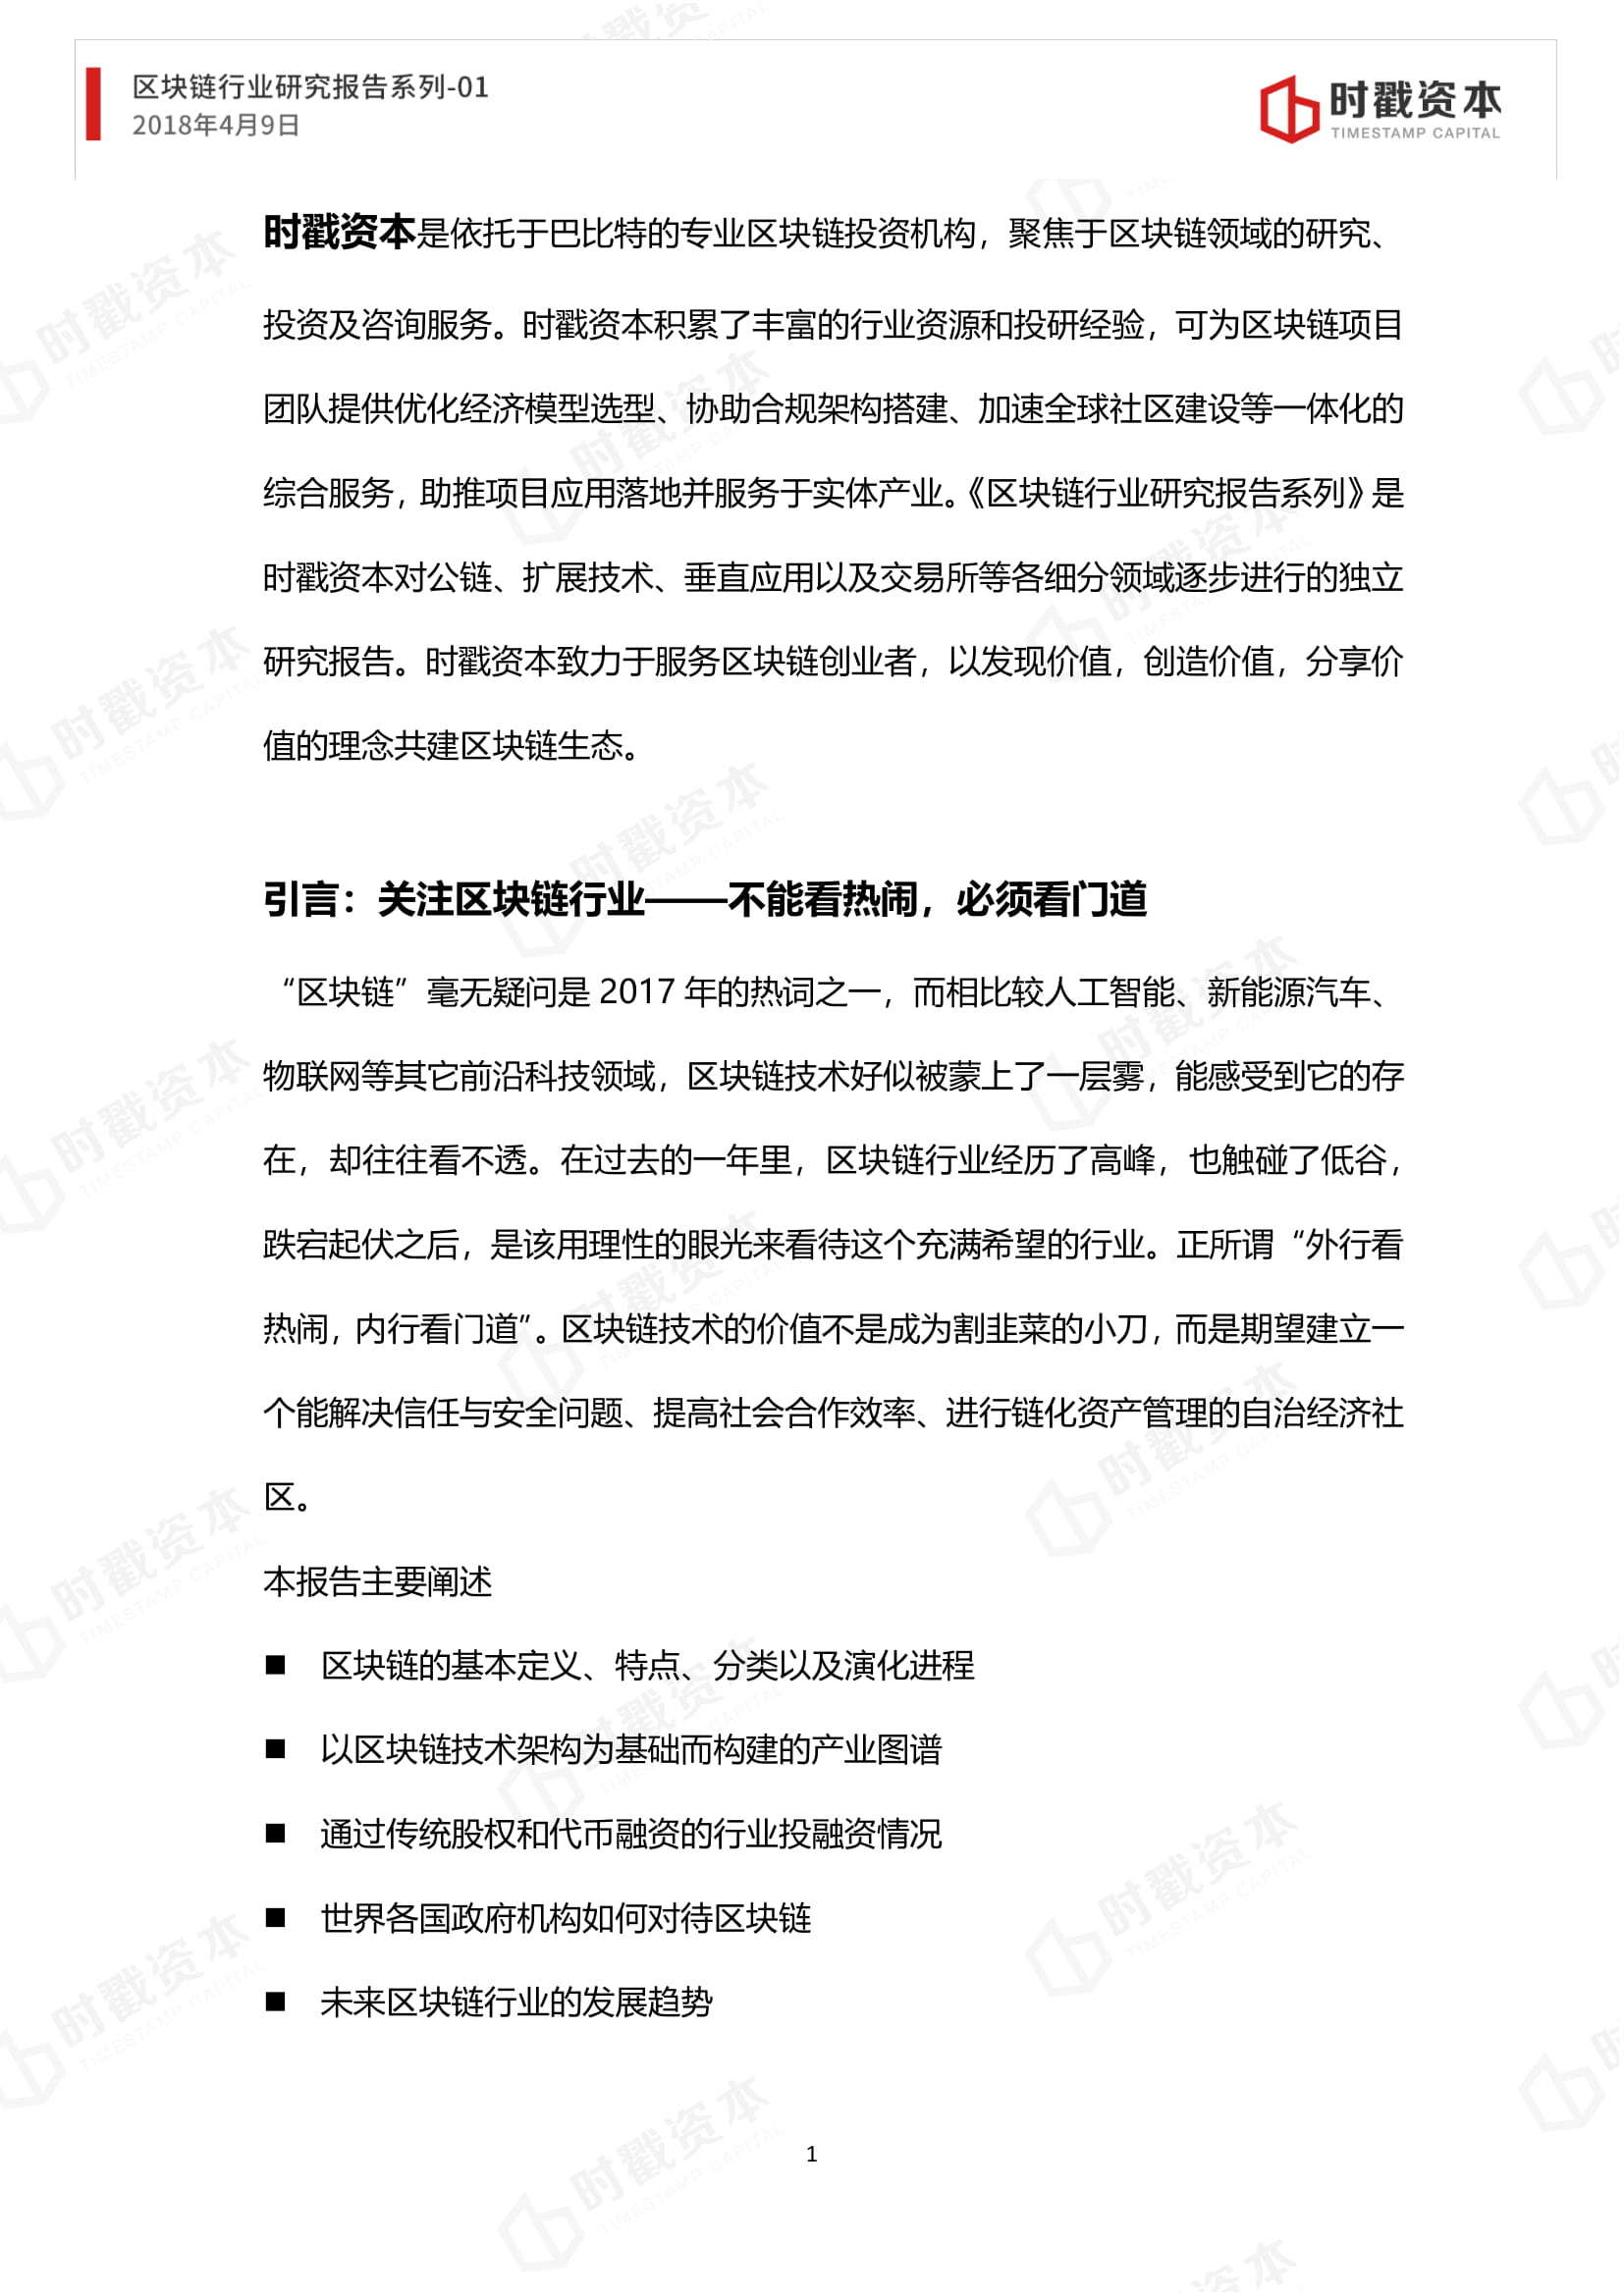 区块链行业研究报告系列-01
2018年4月9日
时戳资本
TIMESTAMP CAPITAL
时戳资本是依托于巴比特的专业区块链投资机构，聚焦于区块链领域的研究、
投资及咨询服务。时戳资本积累了丰富的行业资源和投研经验，可为区块链项目
团队提供优化经济模型选型、协助合规架构搭建、加速全球社区建设等一体化的
综合服务，助推项目应用落地并服务于实体产业。《区块链行业研究报告系列》是
时戳资本对公链、扩展技术、垂直应用以及交易所等各细分领域逐步进行的独立
研究报告。时戳资本致力于服务区块链创业者，以发现价值，创造价值，分享价
值的理念共建区块链生态。
引言：关注区块链行业——不能看热闹，必须看门道
“区块链”毫无疑问是 2017 年的热词之一，而相比较人工智能、新能源汽车、
物联网等其它前沿科技领域，区块链技术好似被蒙上了一层雾，能感受到它的存
在，却往往看不透。在过去的一年里，区块链行业经历了高峰，也触碰了低谷，
跌宕起伏之后，是该用理性的眼光来看待这个充满希望的行业。正所谓“外行看
热闹，内行看门道”。区块链技术的价值不是成为割韭菜的小刀，而是期望建立一
个能解决信任与安全问题、提高社会合作效率、进行链化资产管理的自治经济社
区。
本报告主要阐述
■ 区块链的基本定义、特点、分类以及演化进程
■ 以区块链技术架构为基础而构建的产业图谱
■ 通过传统股权和代币融资的行业投融资情况
■ 世界各国政府机构如何对待区块链
■ 未来区块链行业的发展趋势
1